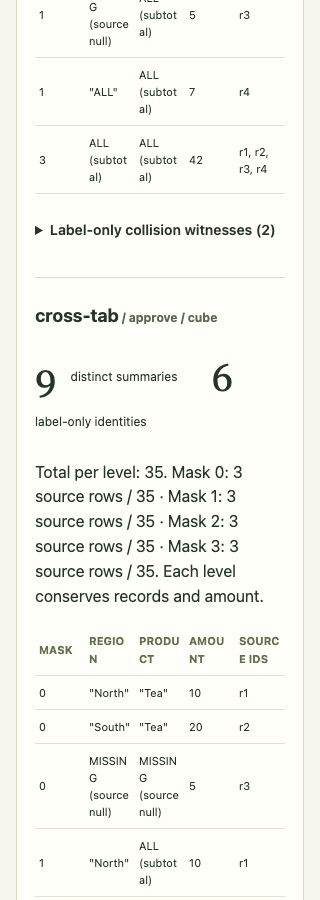 1
G
(source
null)
(subtot
al)
5
r3
1
"ALL"
ALL
(subtot
al)
7
r4
3
ALL
(subtot
al)
ALL
(subtot
al)
42
r1, r2,
r3, r4
▶ Label-only collision witnesses (2)
cross-tab / approve / cube
9 distinct summaries 6
label-only identities
Total per level: 35. Mask 0: 3
source rows / 35 · Mask 1: 3
source rows / 35 · Mask 2: 3
source rows / 35 · Mask 3: 3
source rows / 35. Each level
conserves records and amount.
MASK
REGIO
N
PRODU
CT
AMOU
NT
SOURC
E IDS
0
"North"
"Tea"
10
r1
0
"South"
"Tea"
20
r2
0
MISSIN
G
(source
null)
MISSIN
G
(source
null)
5
r3
1
"North"
ALL
(subtot
al)
10
r1